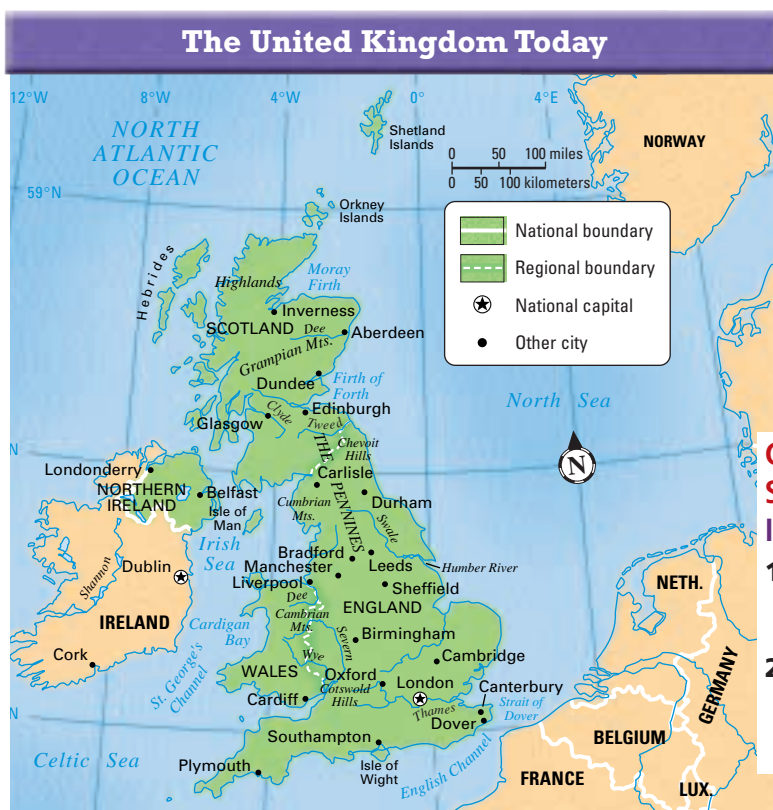 The United Kingdom Today
12°W
8°W
4°W
0°
4°E
NORTH
ATLANTIC
OCEAN
Shetland
Islands
NORWAY
0 50 100 miles
0 50 100 kilometers
59°N
Orkney
Islands
National boundary
Regional boundary
National capital
Other city
Hebrides
Highlands
Moray
Firth
Inverness
SCOTLAND
Dee
Aberdeen
Grampian Mts.
Dundee
Firth of
Forth
North Sea
Edinburgh
Clyde
Glasgow
Tweed
Chevoit
Hills
THE PENNINES
N
N
Londonderry
Carlisle
NORTHERN
IRELAND
Belfast
Durham
Isle of
Man
Cumbrian
Mts.
Swale
Irish
Sea
Bradford
Leeds
Humber River
Dublin
Manchester
Shannon
Liverpool
Sheffield
NETH.
Dee
ENGLAND
IRELAND
Cardigan
Bay
Cambrian
Mts.
Severn
Birmingham
Cork
St. George's
Channel
Wye
Cambridge
WALES
Oxford
London
GERMANY
Cotswold
Hills
Canterbury
Cardiff
Thames
Strait of
Dover
N
Dover
Southampton
BELGIUM
Celtic Sea
Isle of
Wight
English Channel
Plymouth
FRANCE
LUX.
1
2